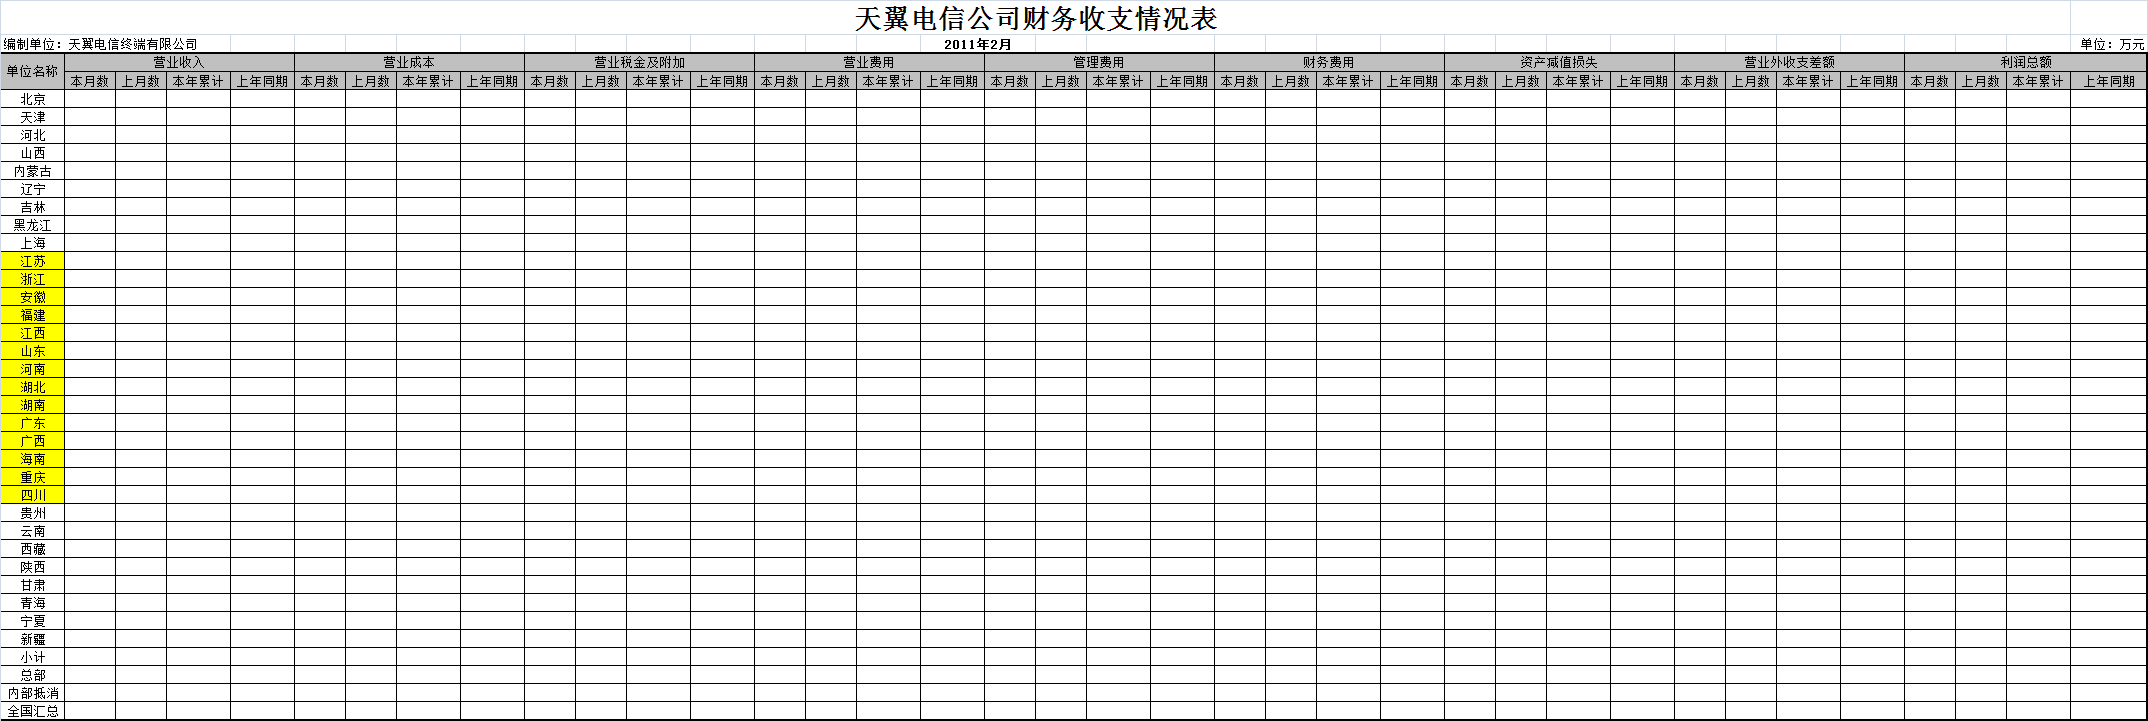 天翼电信公司财务收支情况表
编制单位：天翼电信终端有限公司 2011年2月 单位：万元
单位名称 营业收入 营业成本 营业税金及附加 营业费用 管理费用 财务费用 资产减值损失 营业外收支差额 利润总额
本月数 上月数 本年累计 上年同期 本月数 上月数 本年累计 上年同期 本月数 上月数 本年累计 上年同期 本月数 上月数 本年累计 上年同期 本月数 上月数 本年累计 上年同期 本月数 上月数 本年累计 上年同期 本月数 上月数 本年累计 上年同期 本月数 上月数 本年累计 上年同期 本月数 上月数 本年累计 上年同期
北京
天津
河北
山西
内蒙古
辽宁
吉林
黑龙江
上海
江苏
浙江
安徽
福建
江西
山东
河南
湖北
湖南
广东
广西
海南
重庆
四川
贵州
云南
西藏
陕西
甘肃
青海
宁夏
新疆
小计
总部
内部抵消
全国汇总